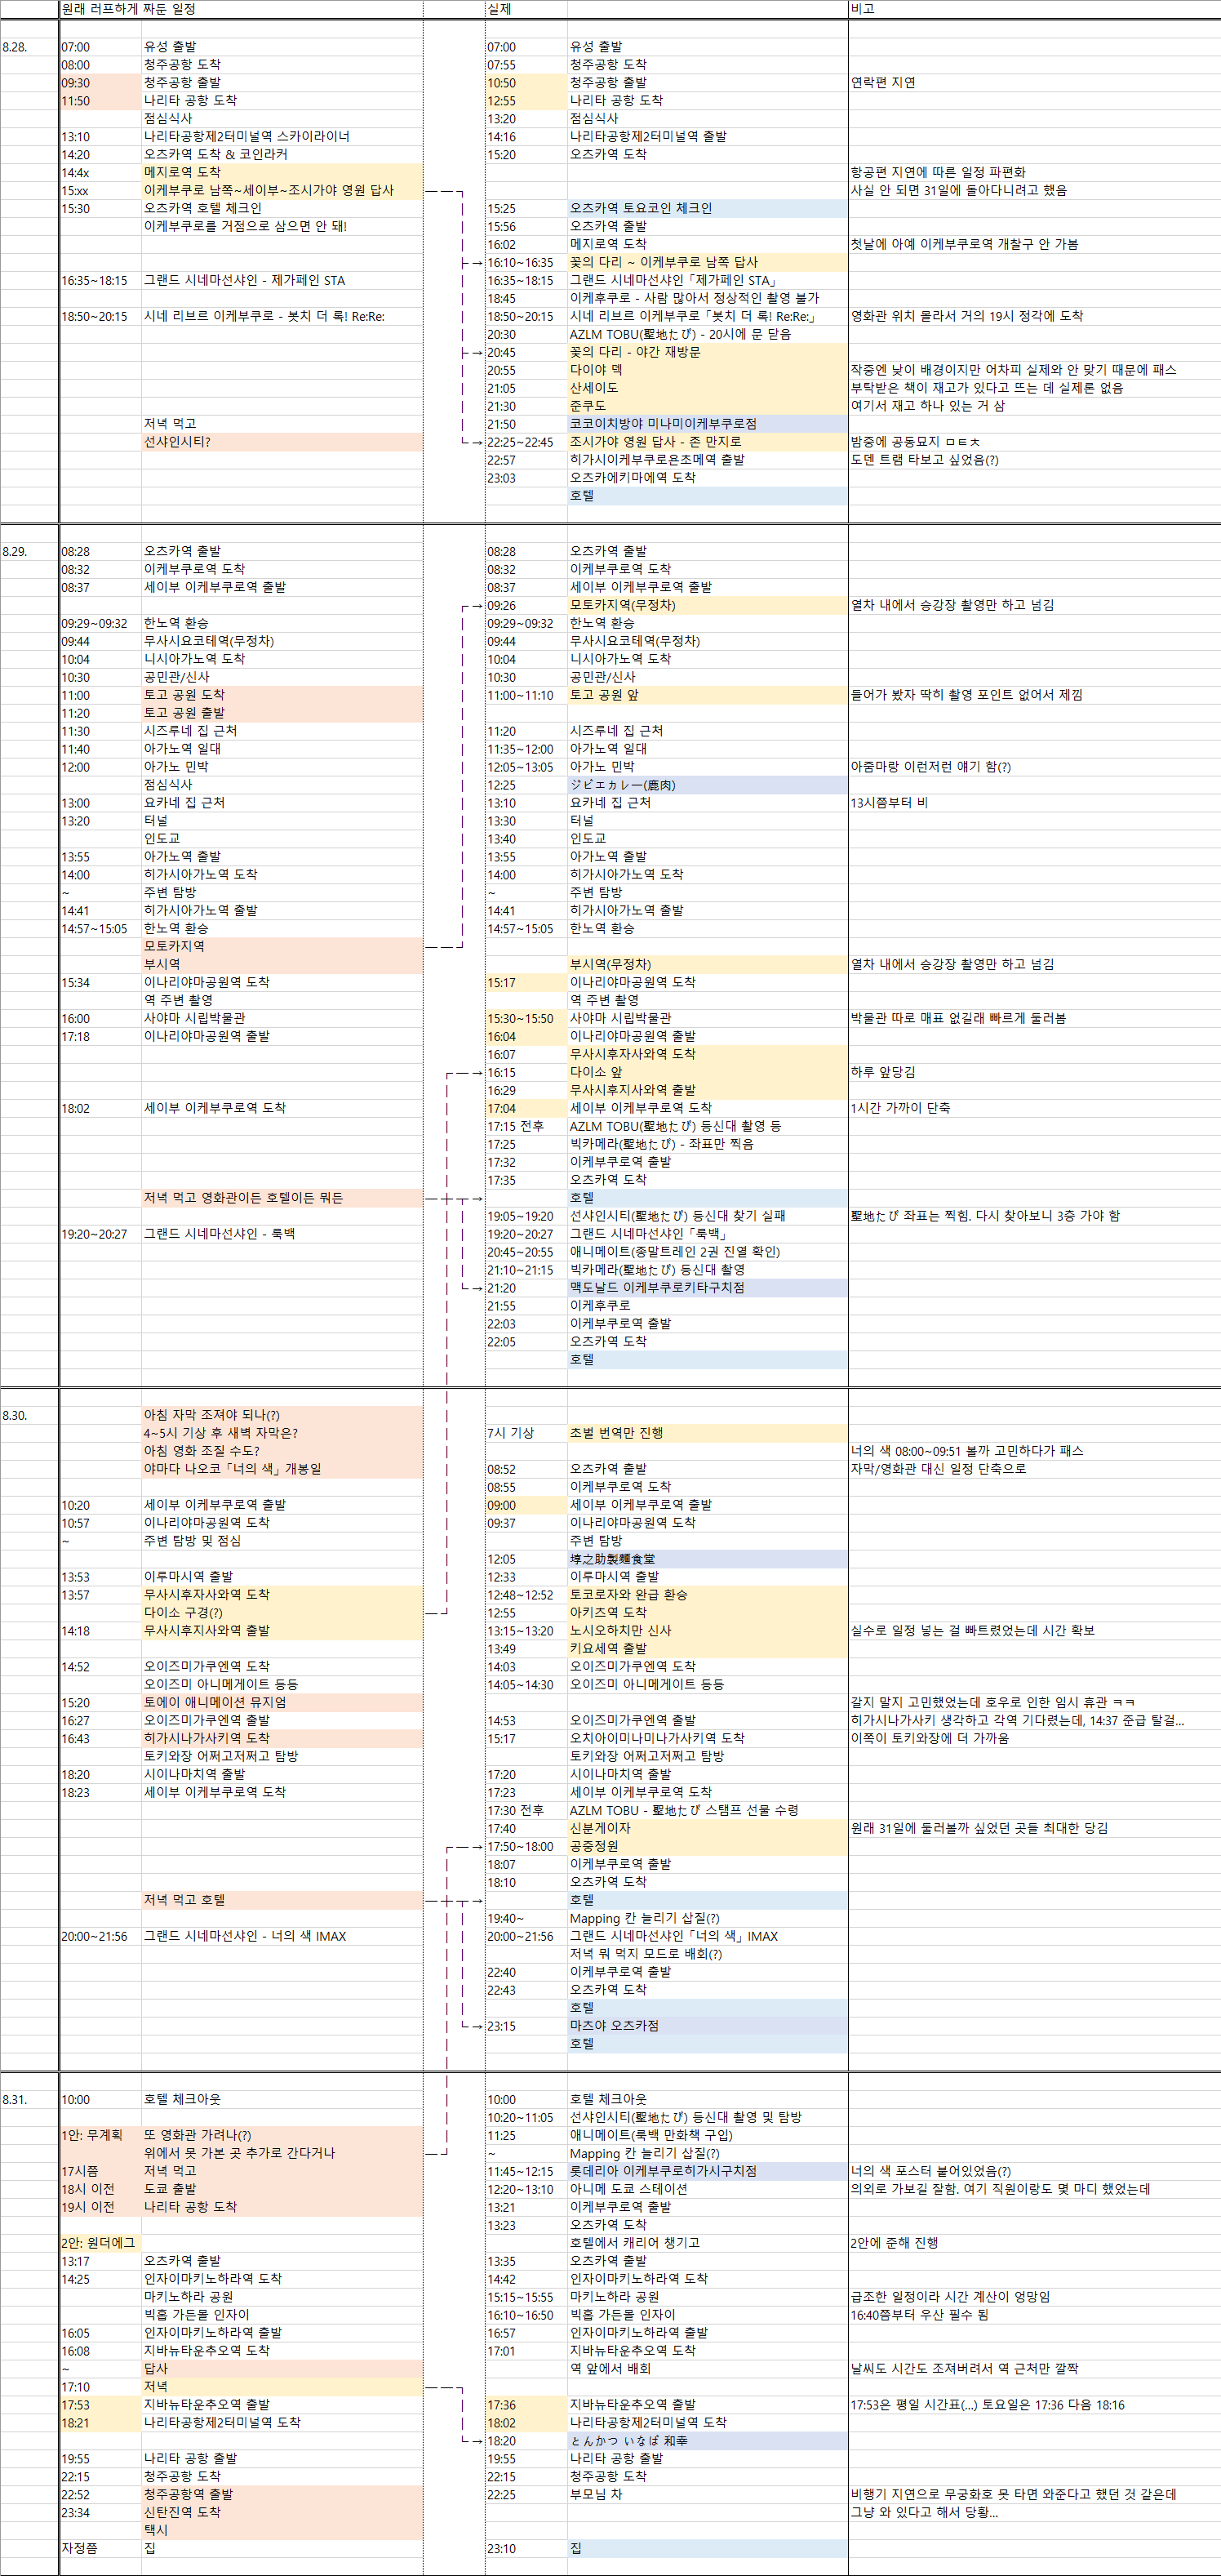 원래 러프하게 짜둔 일정 실제 비고
8.28. 07:00 유성 출발 07:00 유성 출발
08:00 청주공항 도착 07:55 청주공항 도착
09:30 청주공항 출발 10:50 청주공항 출발 연락편 지연
11:50 나리타 공항 도착 12:55 나리타 공항 도착
점심식사 13:20 점심식사
13:10 나리타공항제2터미널역 스카이라이너 14:16 나리타공항제2터미널역 출발
14:20 오즈카역 도착 & 코인라커 15:20 오즈카역 도착
14:4x 메지로역 도착 항공편 지연에 따른 일정 파편화
15:xx 이케부쿠로 남쪽~세이부~조시가야 영원 답사 사실 안 되면 31일에 돌아다니려고 했음
15:30 오즈카역 호텔 체크인 15:25 오즈카역 토요코인 체크인
이케부쿠로를 거점으로 삼으면 안 돼! 15:56 오즈카역 출발
16:02 메지로역 도착 첫날에 아예 이케부쿠로역 개찰구 안 가봄
16:10~16:35 꽃의 다리 ~ 이케부쿠로 남쪽 답사
16:35~18:15 그랜드 시네마선샤인 - 제가페인 STA 16:35~18:15 그랜드 시네마선샤인「제가페인 STA」
18:45 이케후쿠로 - 사람 많아서 정상적인 촬영 불가
18:50~20:15 시네 리브르 이케부쿠로 - 봇치 더 록! Re:Re: 18:50~20:15 시네 리브르 이케부쿠로「봇치 더 록! Re:Re:」 영화관 위치 몰라서 거의 19시 정각에 도착
20:30 AZLM TOBU(聖地たび) - 20시에 문 닫음
20:45 꽃의 다리 - 야간 재방문
20:55 다이야 덱 작중엔 낮이 배경이지만 어차피 실제와 안 맞기 때문에 패스
21:05 산세이도 부탁받은 책이 재고가 있다고 뜨는 데 실제론 없음
21:30 준쿠도 여기서 재고 하나 있는 거 삼
저녁 먹고 21:50 코코이치방야 미나미이케부쿠로점
선샤인시티? 22:25~22:45 조시가야 영원 답사 - 존 만지로 밤중에 공동묘지 ㅁㅌㅊ
22:57 히가시이케부쿠로욘조메역 출발 도덴 트램 타보고 싶었음(?)
23:03 오즈카에키마에역 도착
호텔
8.29. 08:28 오즈카역 출발 08:28 오즈카역 출발
08:32 이케부쿠로역 도착 08:32 이케부쿠로역 도착
08:37 세이부 이케부쿠로역 출발 08:37 세이부 이케부쿠로역 출발
09:26 모토카지역(무정차) 열차 내에서 승강장 촬영만 하고 넘김
09:29~09:32 한노역 환승 09:29~09:32 한노역 환승
09:44 무사시요코테역(무정차) 09:44 무사시요코테역(무정차)
10:04 니시아가노역 도착 10:04 니시아가노역 도착
10:30 공민관/신사 10:30 공민관/신사
11:00 토고 공원 도착 11:00~11:10 토고 공원 앞 들어가 봤자 딱히 촬영 포인트 없어서 제낌
11:20 토고 공원 출발
11:30 시즈루네 집 근처 11:20 시즈루네 집 근처
11:40 아가노역 일대 11:35~12:00 아가노역 일대
12:00 아가노 민박 12:05~13:05 아가노 민박 아줌마랑 이런저런 얘기 함(?)
점심식사 12:25 ジビエカレー(鹿肉)
13:00 요카네 집 근처 13:10 요카네 집 근처 13시쯤부터 비
13:20 터널 13:30 터널
인도교 13:40 인도교
13:55 아가노역 출발 13:55 아가노역 출발
14:00 히가시아가노역 도착 14:00 히가시아가노역 도착
~ 주변 탐방 ~ 주변 탐방
14:41 히가시아가노역 출발 14:41 히가시아가노역 출발
14:57~15:05 한노역 환승 14:57~15:05 한노역 환승
모토카지역
부시역 부시역(무정차) 열차 내에서 승강장 촬영만 하고 넘김
15:34 이나리야마공원역 도착 15:17 이나리야마공원역 도착
역 주변 촬영 역 주변 촬영
16:00 사야마 시립박물관 15:30~15:50 사야마 시립박물관 박물관 따로 매표 없길래 빠르게 둘러봄
17:18 이나리야마공원역 출발 16:04 이나리야마공원역 출발
16:07 무사시후자사와역 도착
16:15 다이소 앞 하루 앞당김
16:29 무사시후지사와역 출발
18:02 세이부 이케부쿠로역 도착 17:04 세이부 이케부쿠로역 도착 1시간 가까이 단축
17:15 전후 AZLM TOBU(聖地たび) 등신대 촬영 등
17:25 빅카메라(聖地たび) - 좌표만 찍음
17:32 이케부쿠로역 출발
17:35 오즈카역 도착
저녁 먹고 영화관이든 호텔이든 뭐든 호텔
19:05~19:20 선샤인시티(聖地たび) 등신대 찾기 실패 聖地たび 좌표는 찍힘. 다시 찾아보니 3층 가야 함
19:20~20:27 그랜드 시네마선샤인 - 룩백 19:20~20:27 그랜드 시네마선샤인「룩백」
20:45~20:55 애니메이트(종말트레인 2권 진열 확인)
21:10~21:15 빅카메라(聖地たび) 등신대 촬영
21:20 맥도날드 이케부쿠로키타구치점
21:55 이케후쿠로
22:03 이케부쿠로역 출발
22:05 오즈카역 도착
호텔
8.30. 아침 자막 조져야 되나(?)
4~5시 기상 후 새벽 자막은? 7시 기상 초벌 번역만 진행
아침 영화 조질 수도? 너의 색 08:00~09:51 볼까 고민하다가 패스
야마다 나오코「너의 색」개봉일 08:52 오즈카역 출발 자막/영화관 대신 일정 단축으로
08:55 이케부쿠로역 도착
10:20 세이부 이케부쿠로역 출발 09:00 세이부 이케부쿠로역 출발
10:57 이나리야마공원역 도착 09:37 이나리야마공원역 도착
~ 주변 탐방 및 점심 주변 탐방
12:05 埻之助製麵食堂
13:53 이루마시역 출발 12:33 이루마시역 출발
13:57 무사시후자사와역 도착 12:48~12:52 토코로자와 완급 환승
다이소 구경(?) 12:55 아키즈역 도착
14:18 무사시후지사와역 출발 13:15~13:20 노시오하치만 신사 실수로 일정 넣는 걸 빠트렸었는데 시간 확보
13:49 키요세역 출발
14:52 오이즈미가쿠엔역 도착 14:03 오이즈미가쿠엔역 도착
오이즈미 아니메게이트 등등 14:05~14:30 오이즈미 아니메게이트 등등
15:20 토에이 애니메이션 뮤지엄 갈지 말지 고민했었는데 호우로 인한 임시 휴관 ㅋㅋ
16:27 오이즈미가쿠엔역 출발 14:53 오이즈미가쿠엔역 출발 히가시나가사키 생각하고 각역 기다렸는데, 14:37 준급 탈걸...
16:43 히가시나가사키역 도착 15:17 오치아이미나미나가사키역 도착 이쪽이 토키와장에 더 가까움
토키와장 어쩌고저쩌고 탐방 토키와장 어쩌고저쩌고 탐방
18:20 시이나마치역 출발 17:20 시이나마치역 출발
18:23 세이부 이케부쿠로역 도착 17:23 세이부 이케부쿠로역 도착
17:30 전후 AZLM TOBU - 聖地たび 스탬프 선물 수령
17:40 신분게이자 원래 31일에 둘러볼까 싶었던 곳들 최대한 당김
17:50~18:00 공중정원
18:07 이케부쿠로역 출발
18:10 오즈카역 도착
저녁 먹고 호텔 호텔
19:40~ Mapping 칸 늘리기 삽질(?)
20:00~21:56 그랜드 시네마선샤인 - 너의 색 IMAX 20:00~21:56 그랜드 시네마선샤인「너의 색」IMAX
저녁 뭐 먹지 모드로 배회(?)
22:40 이케부쿠로역 출발
22:43 오즈카역 도착
호텔
23:15 마츠야 오즈카점
호텔
8.31. 10:00 호텔 체크아웃 10:00 호텔 체크아웃
10:20~11:05 선샤인시티(聖地たび) 등신대 촬영 및 탐방
1안: 무계획 또 영화관 가려나(?) 11:25 애니메이트(룩백 만화책 구입)
위에서 못 가본 곳 추가로 간다거나 ~ Mapping 칸 늘리기 삽질(?)
17시쯤 저녁 먹고 11:45~12:15 롯데리아 이케부쿠로히가시구치점 너의 색 포스터 붙어있었음(?)
18시 이전 도쿄 출발 12:20~13:10 아니메 도쿄 스테이션 의외로 가보길 잘함. 여기 직원이랑도 몇 마디 했었는데
19시 이전 나리타 공항 도착 13:21 이케부쿠로역 출발
13:23 오즈카역 도착
2안: 원더에그 호텔에서 캐리어 챙기고 2안에 준해 진행
13:17 오즈카역 출발 13:35 오즈카역 출발
14:25 인자이마키노하라역 도착 14:42 인자이마키노하라역 도착
마키노하라 공원 15:15~15:55 마키노하라 공원 급조한 일정이라 시간 계산이 엉망임
빅홉 가든몰 인자이 16:10~16:50 빅홉 가든몰 인자이 16:40쯤부터 우산 필수 됨
16:05 인자이마키노하라역 출발 16:57 인자이마키노하라역 출발
16:08 지바뉴타운추오역 도착 17:01 지바뉴타운추오역 도착
~ 답사 역 앞에서 배회 날씨도 시간도 조져버려서 역 근처만 깔짝
17:10 저녁
17:53 지바뉴타운추오역 출발 17:36 지바뉴타운추오역 출발 17:53은 평일 시간표(...) 토요일은 17:36 다음 18:16
18:21 나리타공항제2터미널역 도착 18:02 나리타공항제2터미널역 도착
18:20 とんかつ いなば 和幸
19:55 나리타 공항 출발 19:55 나리타 공항 출발
22:15 청주공항 도착 22:15 청주공항 도착
22:52 청주공항역 출발 22:25 부모님 차 비행기 지연으로 무궁화호 못 타면 와준다고 했던 것 같은데
23:34 신탄진역 도착 그냥 와 있다고 해서 당황...
택시
자정쯤 집 23:10 집